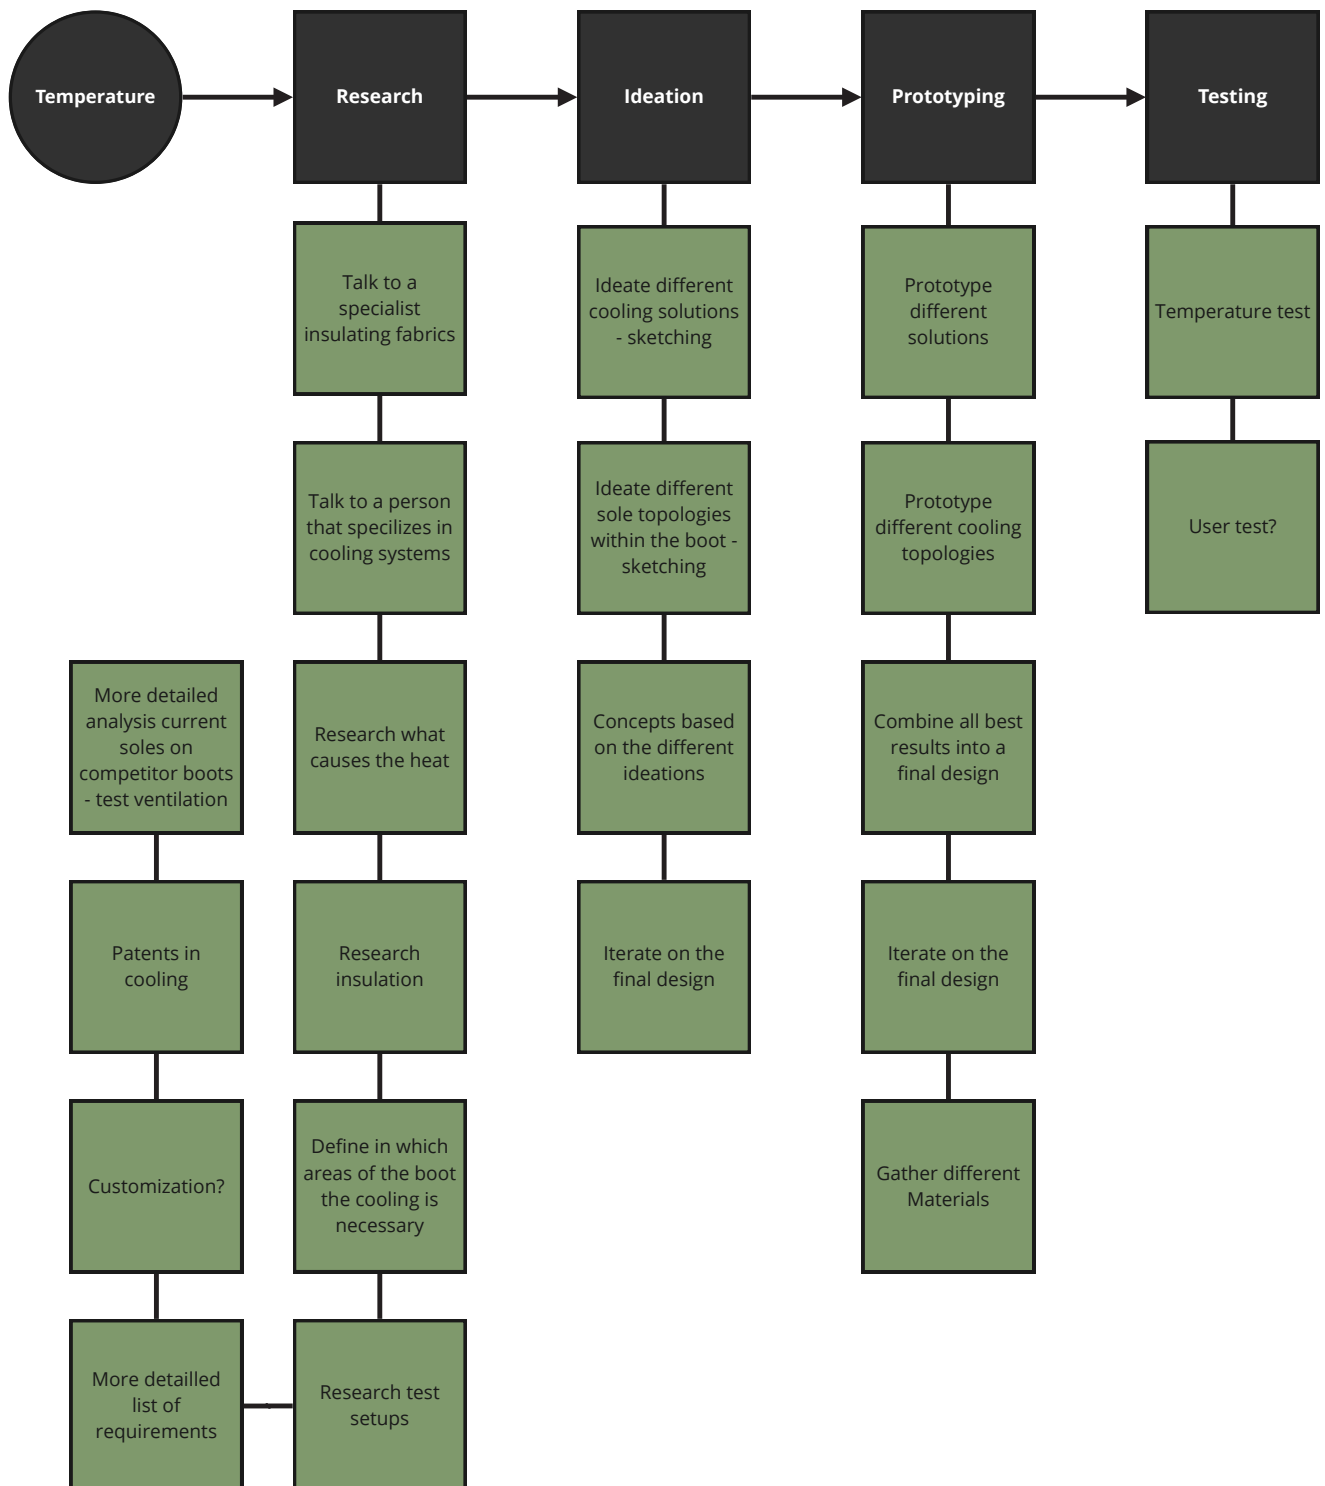 Temperature
Research
Ideation
Prototyping
Testing
Talk to a
specialist
insulating fabrics
Talk to a person
that specilizes in
cooling systems
Research what
causes the heat
Research
insulation
Define in which
areas of the boot
the cooling is
necessary
Research test
setups
More detailled
list of
requirements
Customization?
Patents in
cooling
More detailed
analysis current
soles on
competitor boots
- test ventilation
Ideate different
cooling solutions
- sketching
Ideate different
sole topologies
within the boot -
sketching
Concepts based
on the different
ideations
Iterate on the
final design
Prototype
different
solutions
Prototype
different cooling
topologies
Combine all best
results into a
final design
Iterate on the
final design
Gather different
Materials
Temperature test
User test?